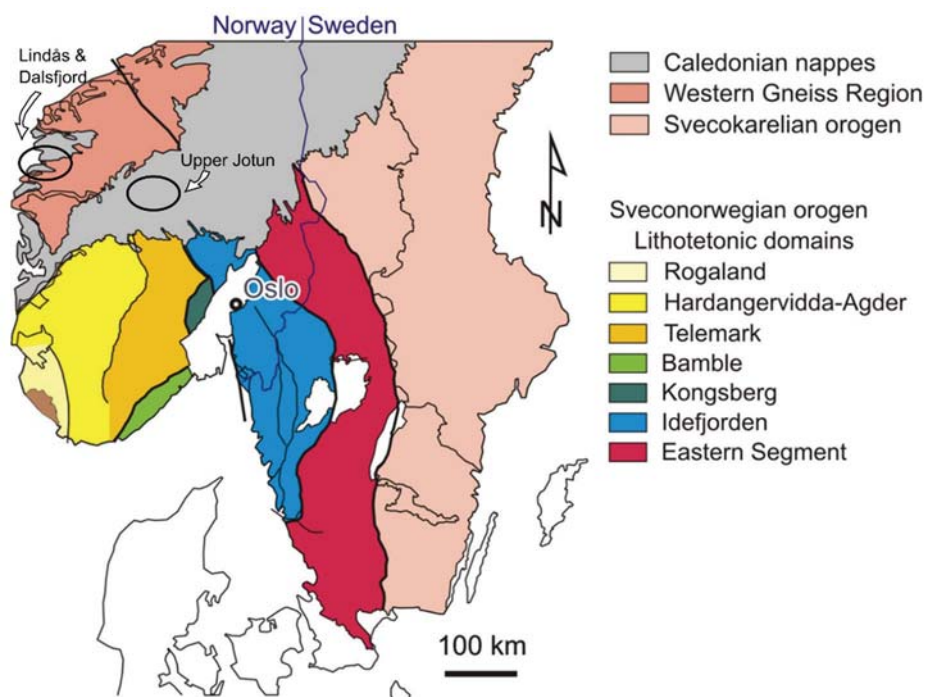 Norway Sweden
Lindås &
Dalsfjord
Upper Jotun
Oslo
N
100 km
Caledonian nappes
Western Gneiss Region
Svecokarelian orogen
Sveconorwegian orogen
Lithotetonic domains
Rogaland
Hardangervidda-Agder
Telemark
Bamble
Kongsberg
Idefjorden
Eastern Segment